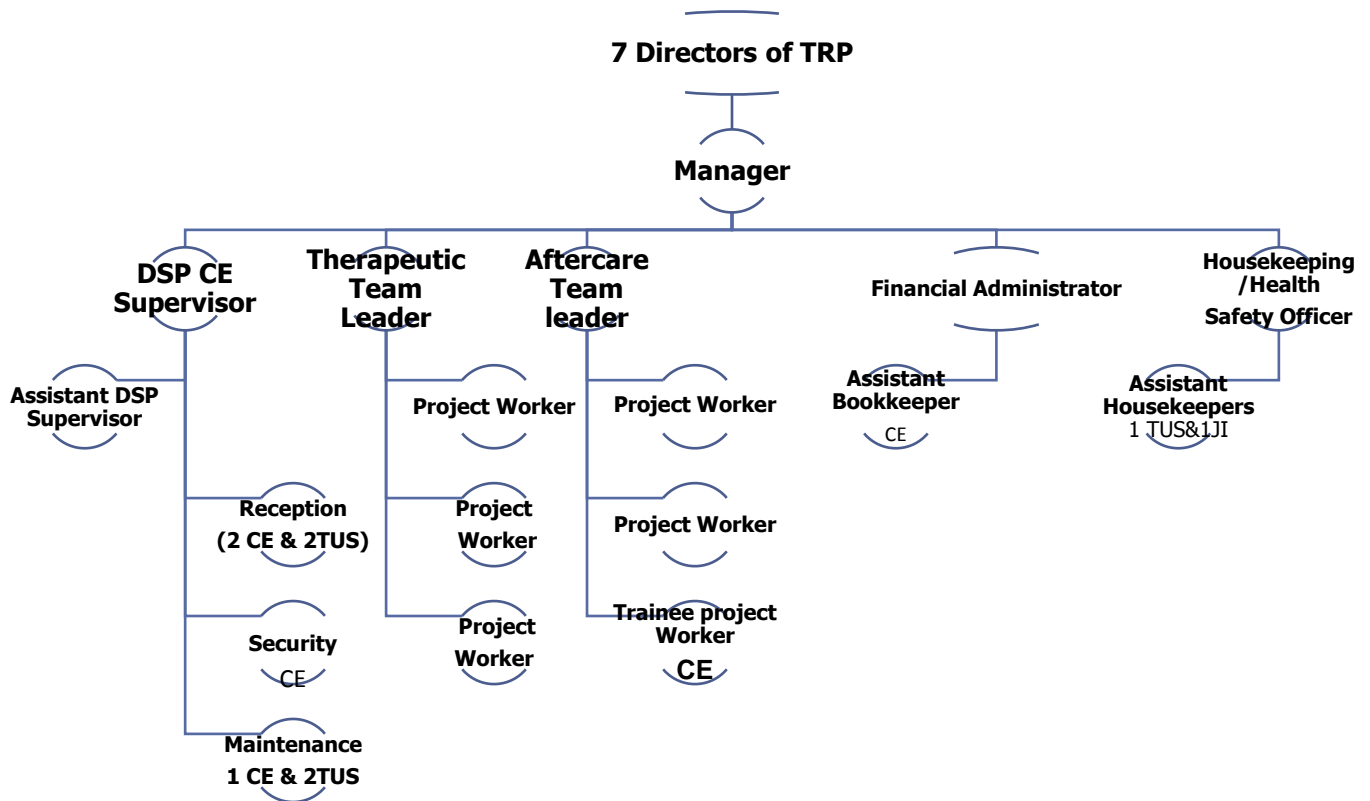 7 Directors of TRP
Manager
DSP CE
Supervisor
Therapeutic
Team
Leader
Aftercare
Team
leader
Financial Administrator
Housekeeping
/Health
Safety Officer
Assistant DSP
Supervisor
Project Worker
Project Worker
Assistant
Bookkeeper
CE
Assistant
Housekeepers
1 TUS&1JI
Reception
(2 CE & 2TUS)
Project
Worker
Project Worker
Security
CE
Project
Worker
Trainee project
Worker
CE
Maintenance
1 CE & 2TUS